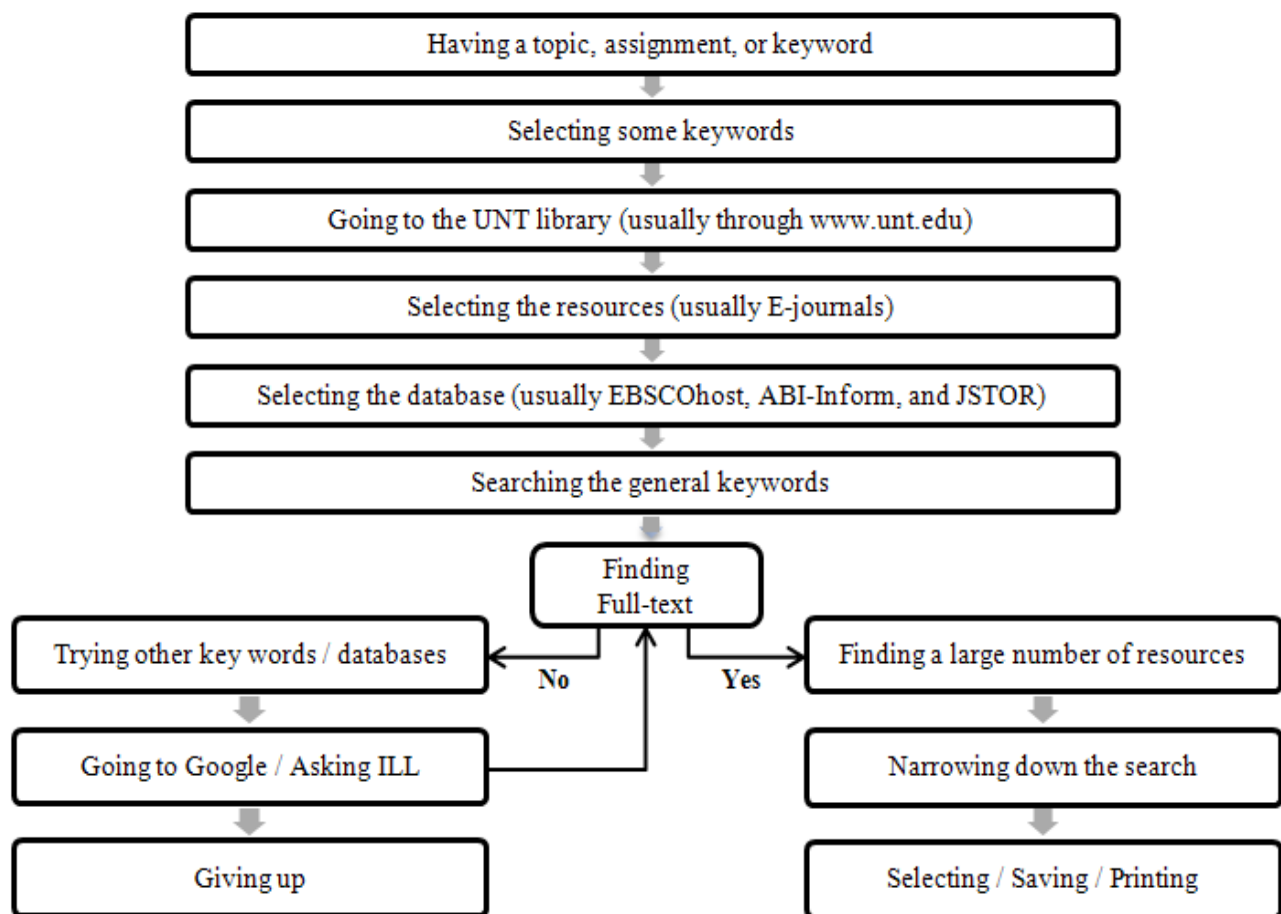 Having a topic, assignment, or keyword
Selecting some keywords
Going to the UNT library (usually through www.unt.edu)
Selecting the resources (usually E-journals)
Selecting the database (usually EBSCOhost, ABI-Inform, and JSTOR)
Searching the general keywords
Finding
Full-text
Trying other key words / databases
No
Yes
Finding a large number of resources
Going to Google / Asking ILL
Narrowing down the search
Giving up
Selecting / Saving / Printing